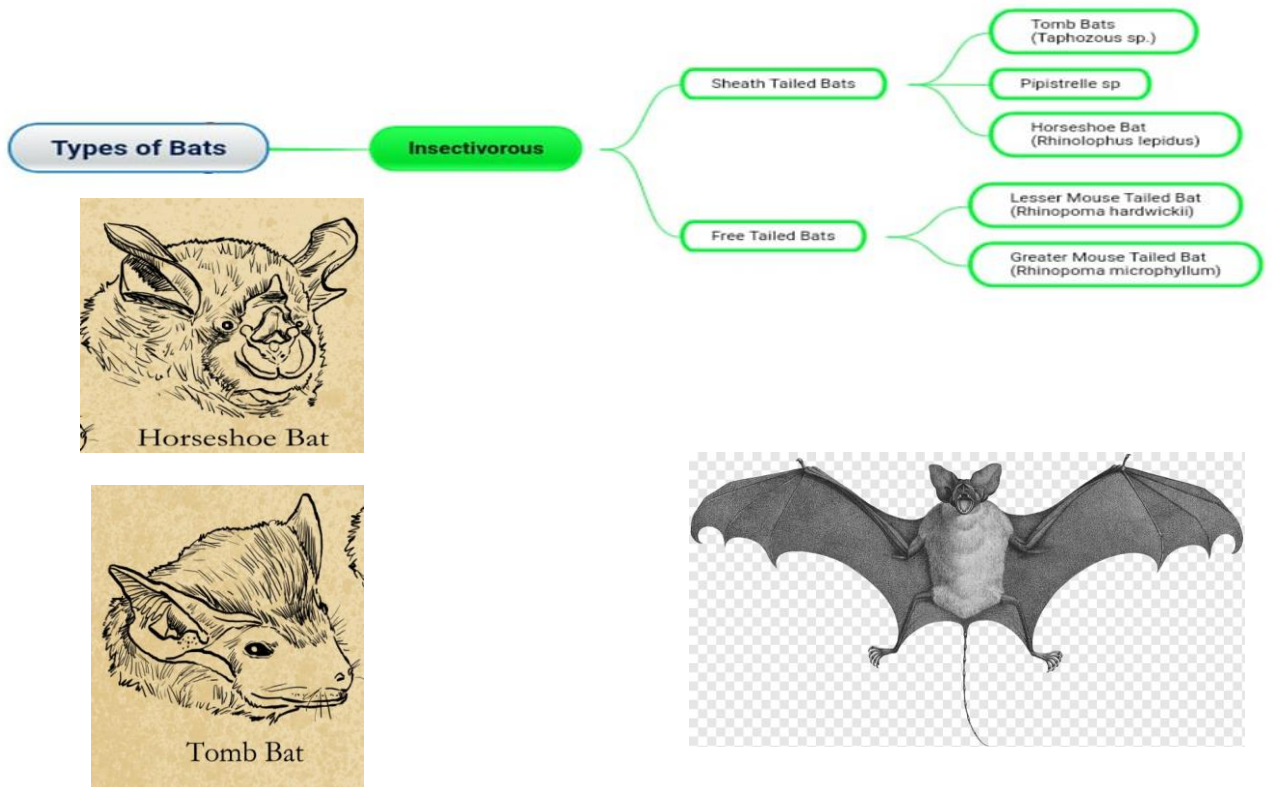 Types of Bats
Insectivorous
Sheath Tailed Bats
Tomb Bats
(Taphozous sp.)
Pipistrelle sp
Horseshoe Bat
(Rhinolophus lepidus)
Free Tailed Bats
Lesser Mouse Tailed Bat
(Rhinopoma hardwickii)
Greater Mouse Tailed Bat
(Rhinopoma microphyllum)
Horseshoe Bat
Tomb Bat